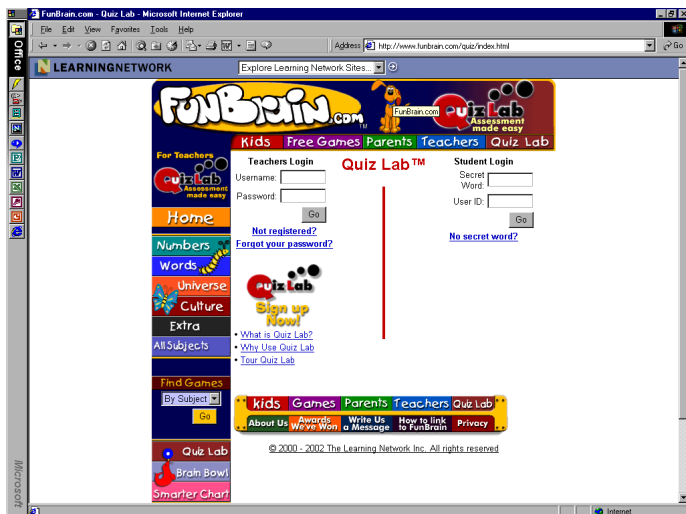 FunBrain.com - Quiz Lab - Microsoft Internet Explorer
File Edit View Favorites Tools Help
Address http://www.funbrain.com/quiz/index.html Go
Office
LEARNINGNETWORK
Explore Learning Network Sites...
FUNBRAIN.COM
TM
FunBrain.com
Quiz Lab
Assessment
made easy
Kids Free Games Parents Teachers Quiz Lab
For Teachers
Quiz Lab
Assessment
made easy
Home
Numbers
Words
Universe
Culture
Extra
All Subjects
Find Games
By Subject
Go
Quiz Lab
Brain Bowl
Smarter Chart
Teachers Login
Username:
Password:
Go
Not registered?
Forgot your password?
Quiz Lab™
Student Login
Secret
Word:
User ID:
Go
No secret word?
Quiz Lab
Sign up
Now!
• What is Quiz Lab?
• Why Use Quiz Lab
• Tour Quiz Lab
kids Games Parents Teachers Quiz Lab
About Us Awards We've Won Write Us a Message How to link to FunBrain Privacy
© 2000 - 2002 The Learning Network Inc. All rights reserved
Microsoft
Internet